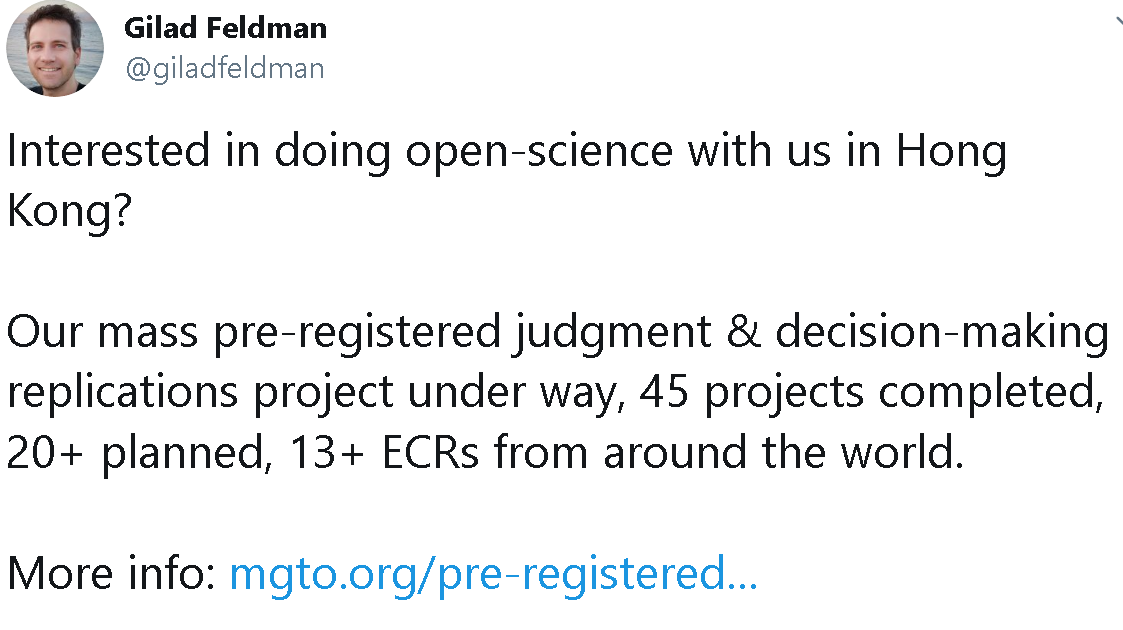 Gilad Feldman
@giladfeldman
Interested in doing open-science with us in Hong
Kong?
Our mass pre-registered judgment & decision-making
replications project under way, 45 projects completed,
20+ planned, 13+ ECRs from around the world.
More info: mgto.org/pre-registered...